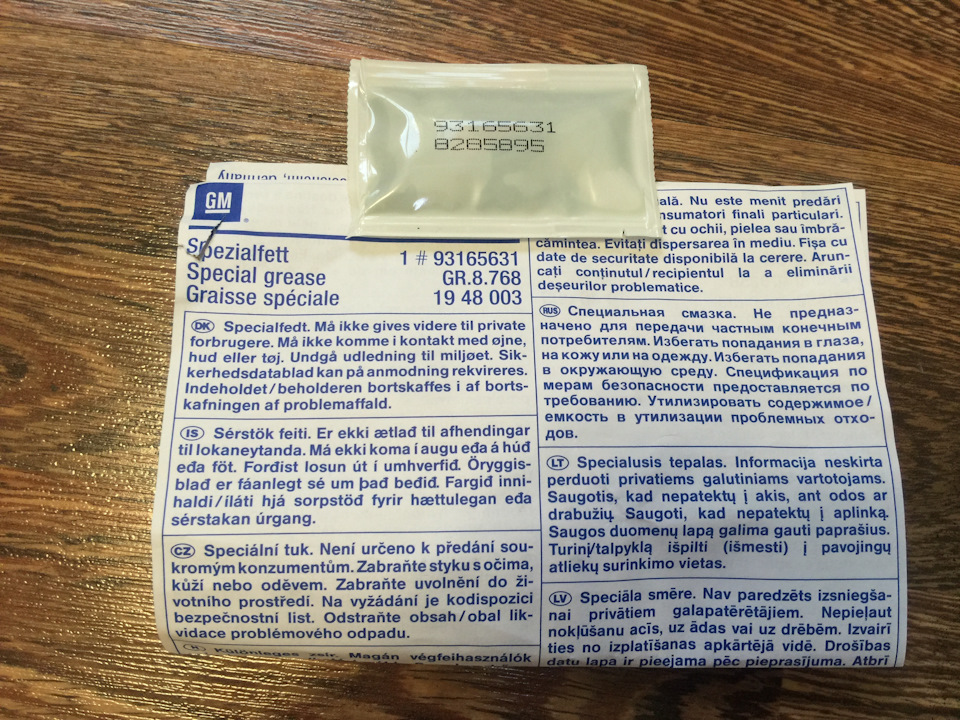 93165631
8285895
Germany
GM
®
Spezialfett
Special grease
Graisse spéciale
1 # 93165631
GR.8.768
19 48 003
DK Specialfedt. Må ikke gives videre til private
forbrugere. Må ikke komme i kontakt med øjne,
hud eller tøj. Undgå udledning til miljøet. Sik-
kerhedsdatablad kan på anmodning rekvireres.
Indeholdet/beholderen bortskaffes i af borts-
kafningen af problemaffald.
IS Sérstök feiti. Er ekki ætlað til afhendingar
til lokaneytanda. Má ekki koma í augu eða á húð
eða föt. Forðist losun út í umhverfið. Öryggis-
blað er fáanlegt sé um það beðið. Fargið inni-
haldi/íláti hjá sorpstöð fyrir hættulegan eða
sérstakan úrgang.
CZ Speciální tuk. Není určeno k předání sou-
kromým konzumentům. Zabraňte styku s očima,
kůží nebo oděvem. Zabraňte uvolnění do ži-
votního prostředí. Na vyžádání je kodispozici
bezpečnostní list. Odstraňte obsah/obal lik-
vidace problémového odpadu.
H Különleges zsír. Magán végfelhasználók
ală. Nu este menit predări
nsumatori finali particulari.
t cu ochii, pielea sau îmbră-
cămintea. Evitați dispersarea în mediu. Fișa cu
date de securitate disponibilă la cerere. Arun-
cați conținutul/recipientul la a eliminării
deșeurilor problematice.
RUS Специальная смазка. Не предназ-
начено для передачи частным конечным
потребителям. Избегать попадания в глаза,
на кожу или на одежду. Избегать попадания
в окружающую среду. Спецификация по
мерам безопасности предоставляется по
требованию. Утилизировать содержимое/
емкость в утилизации проблемных отхо-
дов.
LT Specialusis tepalas. Informacija neskirta
perduoti privatiems galutiniams vartotojams.
Saugotis, kad nepatektų į akis, ant odos ar
drabužių. Saugoti, kad nepatektų į aplinką.
Saugos duomenų lapą galima gauti paprašius.
Turinį/talpyklą išpilti (išmesti) į pavojingų
atliekų surinkimo vietas.
LV Speciāla smēre. Nav paredzēts izsniegša-
nai privātiem galapatērētājiem. Nepieļaut
nokļūšanu acīs, uz ādas vai uz drēbēm. Izvairī
ties no izplatīšanas apkārtējā vidē. Drošības
datu lapa ir pieejama pēc pieprasījuma. Atbrī